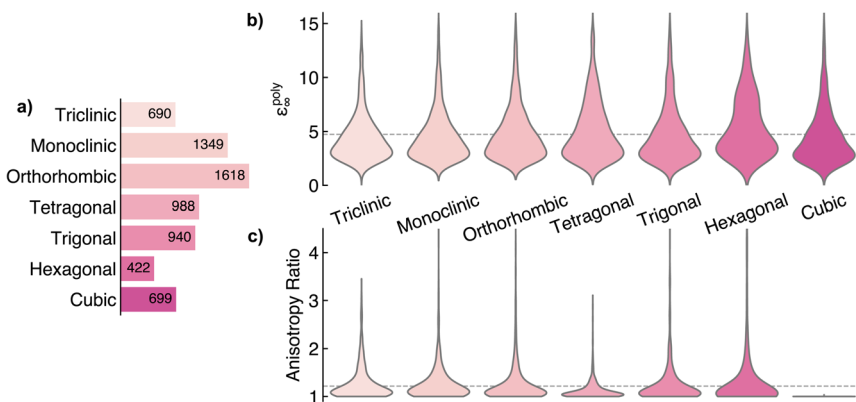 a)
Triclinic 690
Monoclinic 1349
Orthorhombic 1618
Tetragonal 988
Trigonal 940
Hexagonal 422
Cubic 699
b)
ε∞poly
15
10
5
0
Triclinic Monoclinic Orthorhombic Tetragonal Trigonal Hexagonal Cubic
c)
Anisotropy Ratio
4
3
2
1